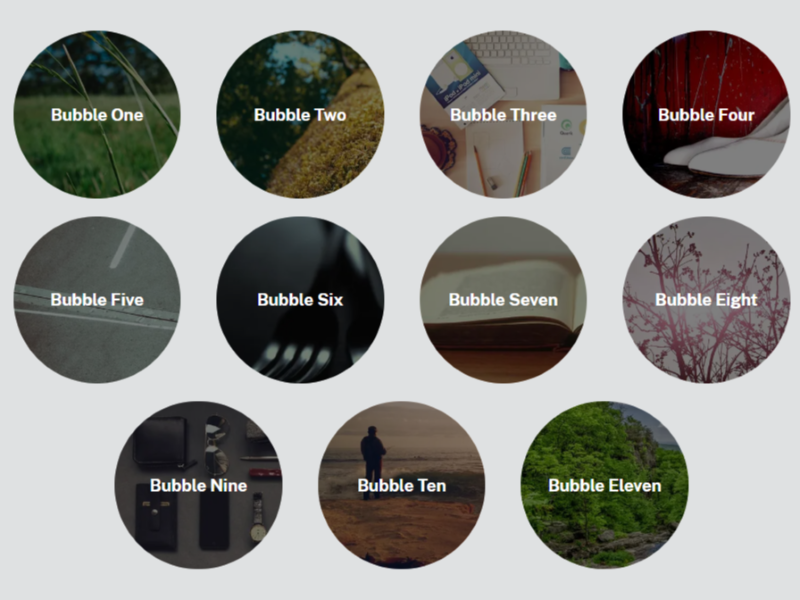 Bubble One
Bubble Two
Bubble Three
Bubble Four
Bubble Five
Bubble Six
Bubble Seven
Bubble Eight
Bubble Nine
Bubble Ten
Bubble Eleven